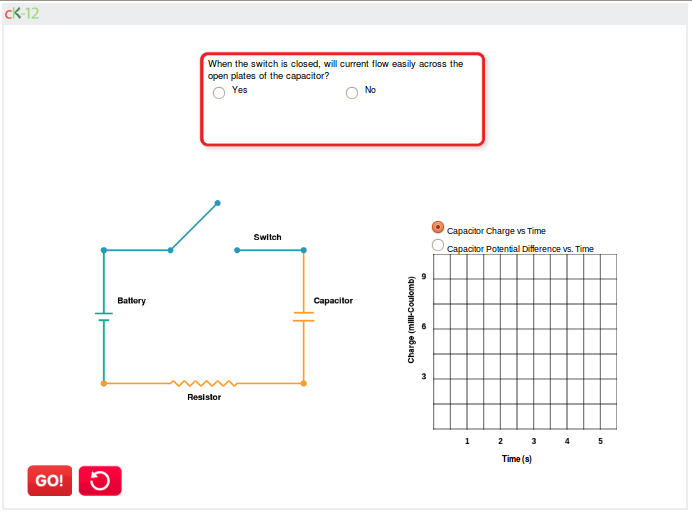 cK-12
When the switch is closed, will current flow easily across the
open plates of the capacitor?
Yes
No
Switch
Capacitor Charge vs Time
Capacitor Potential Difference vs. Time
Battery
Capacitor
Resistor
Charge (milli-Coulomb)
9
6
3
1 2 3 4 5
Time (s)
GO!